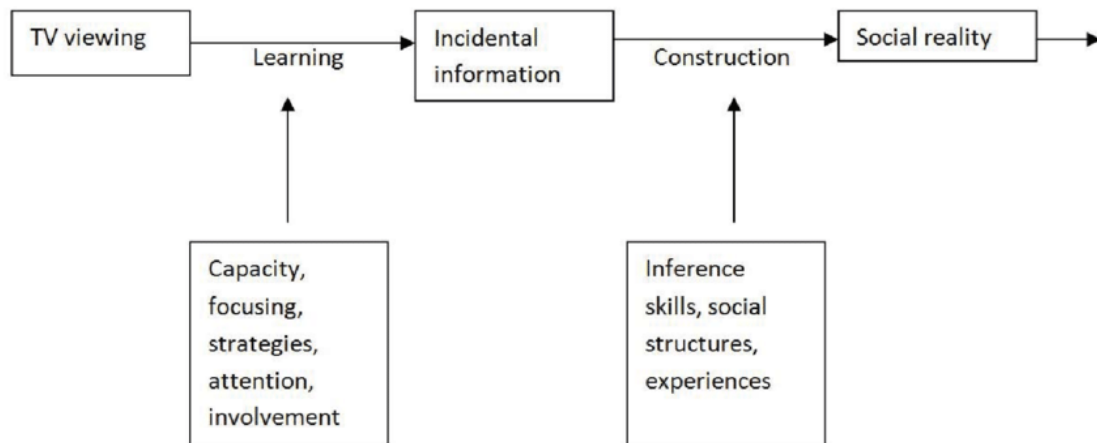 TV viewing
Learning
Incidental
information
Construction
Social reality
Capacity,
focusing,
strategies,
attention,
involvement
Inference
skills, social
structures,
experiences